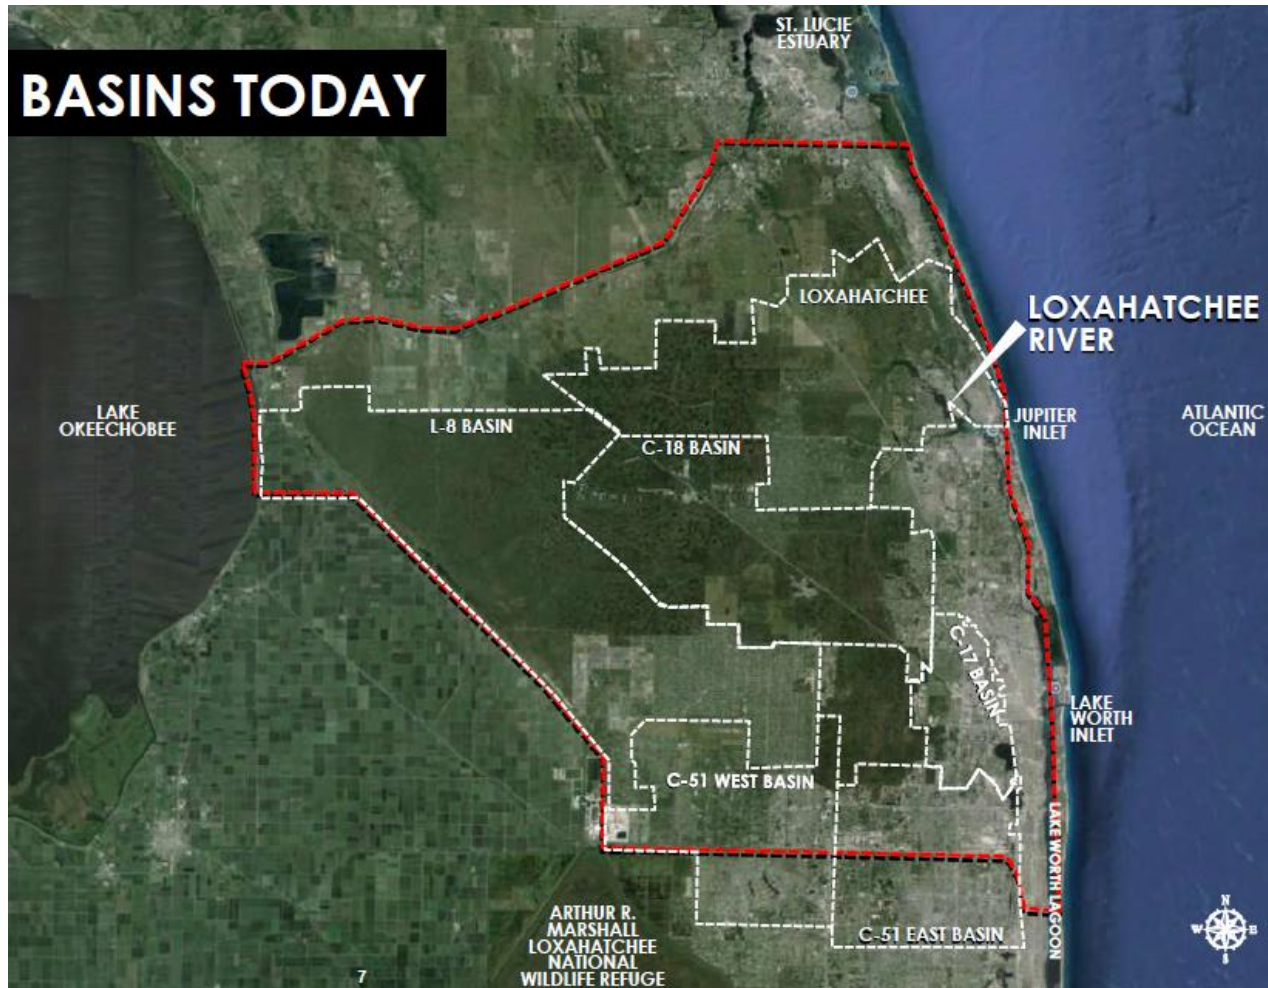 ST. LUCIE
ESTUARY
BASINS TODAY
LOXAHATCHEE
LOXAHATCHEE
RIVER
LAKE
OKEECHOBEE
L-8 BASIN
JUPITER
INLET
ATLANTIC
OCEAN
C-18 BASIN
C-17 BASIN
LAKE
WORTH
INLET
C-51 WEST BASIN
LAKE WORTH LAGOON
ARTHUR R.
MARSHALL
LOXAHATCHEE
NATIONAL
WILDLIFE REFUGE
C-51 EAST BASIN
N
W E
S
7